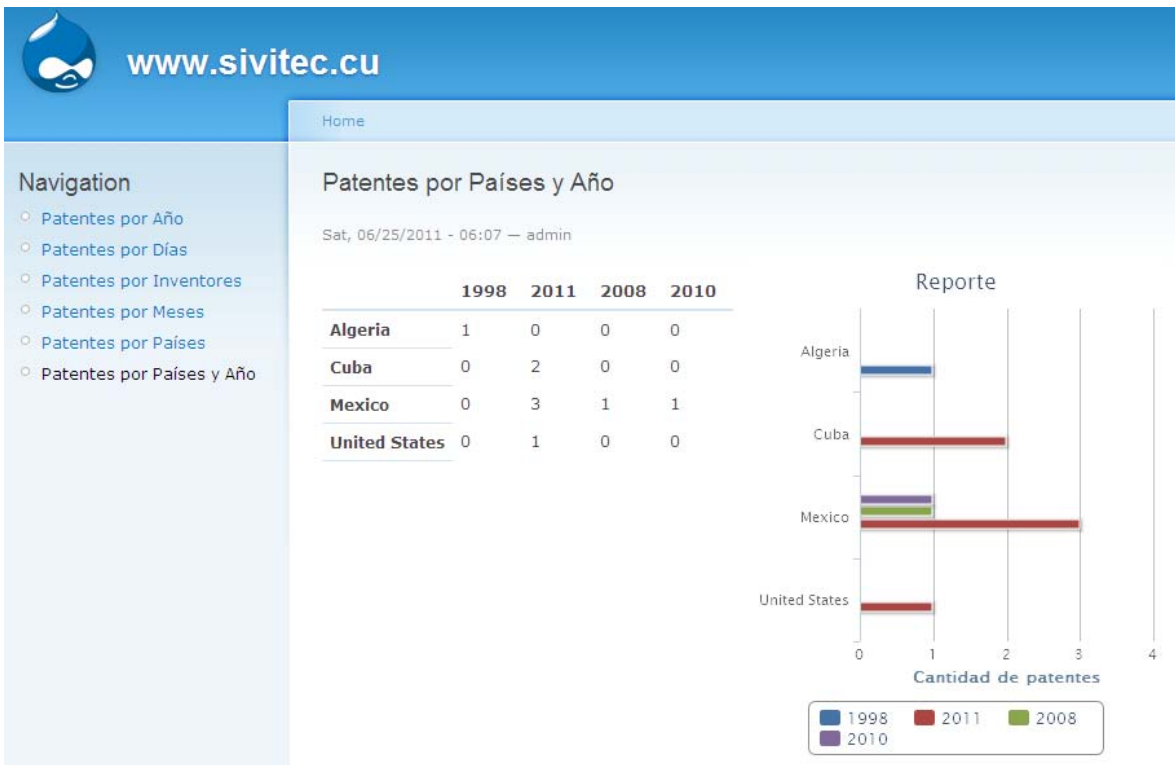 www.sivitec.cu
Home
Navigation
Patentes por Año
Patentes por Días
Patentes por Inventores
Patentes por Meses
Patentes por Países
Patentes por Países y Año
Patentes por Países y Año
Sat, 06/25/2011 - 06:07 — admin
1998 2011 2008 2010
Algeria 1 0 0 0
Cuba 0 2 0 0
Mexico 0 3 1 1
United States 0 1 0 0
Reporte
Algeria
Cuba
Mexico
United States
0 1 2 3 4
Cantidad de patentes
1998 2011 2008
2010